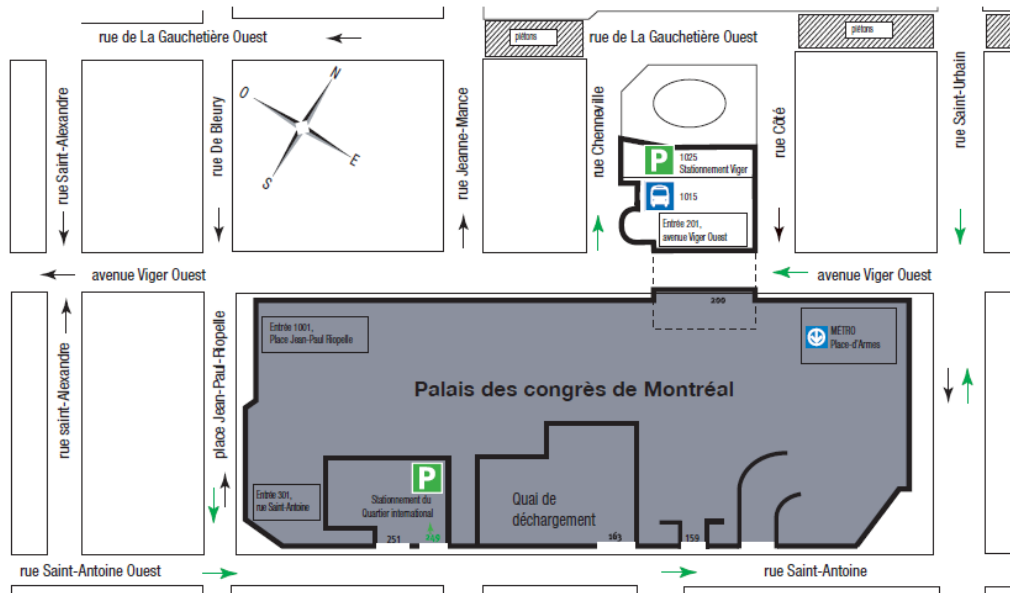 piétons
piétons
rue de La Gauchetière Ouest
rue de La Gauchetière Ouest
N
O
E
S
rue Saint-Alexandre
rue De Bleury
rue Jeanne-Mance
rue Chenneville
rue Côté
rue Saint-Urbain
P
1025
Stationnement Viger
1015
Entrée 201,
avenue Viger Ouest
avenue Viger Ouest
avenue Viger Ouest
200
Entrée 1001,
Place Jean-Paul Riopelle
MÉTRO
Place-d'Armes
rue saint-Alexandre
place Jean-Paul-Riopelle
Palais des congrès de Montréal
P
Stationnement du
Quartier international
Entrée 301,
rue Saint-Antoine
Quai de
déchargement
251
249
163
159
rue Saint-Antoine Ouest
rue Saint-Antoine